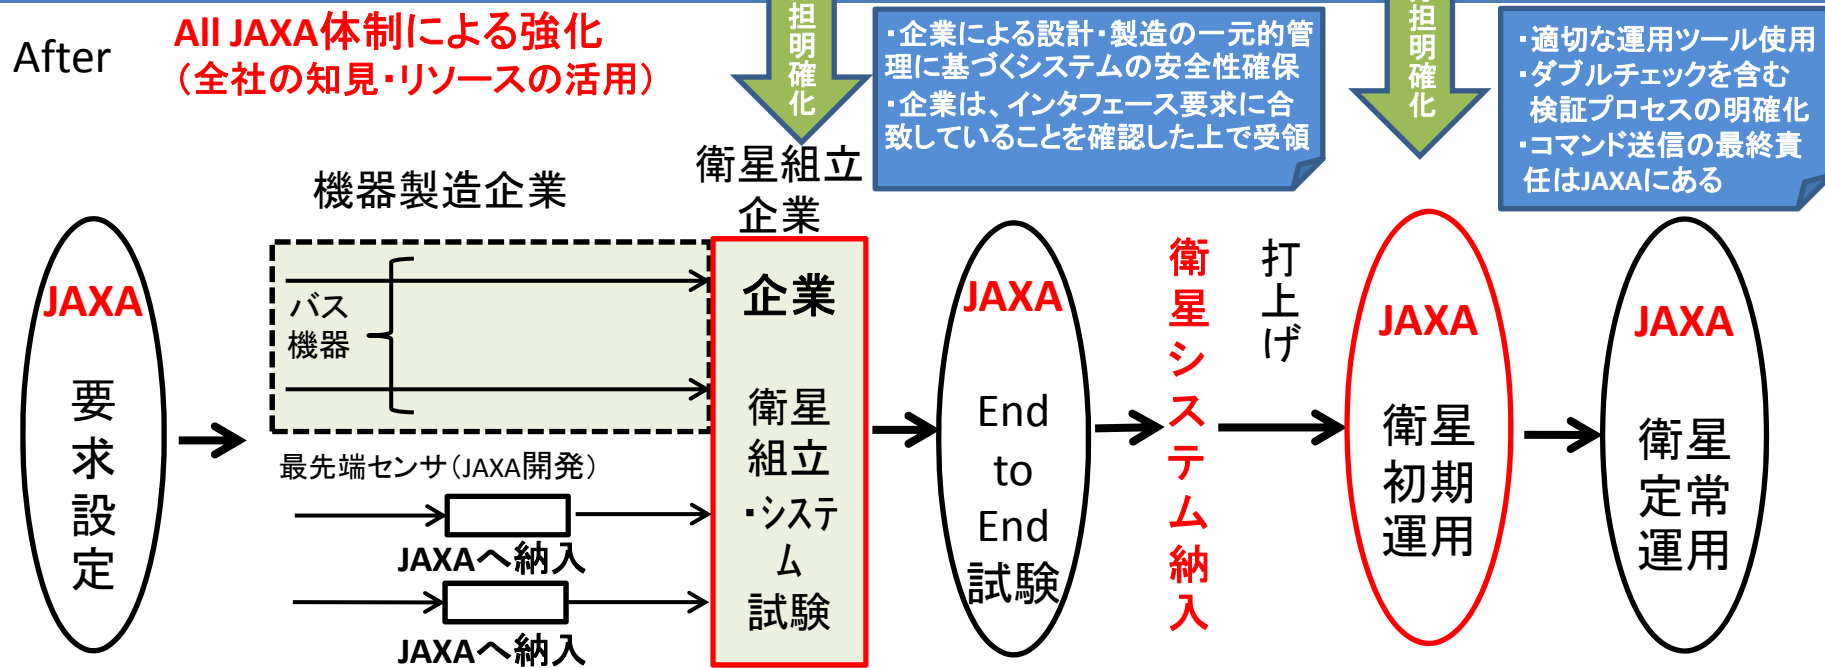 After
All JAXA体制による強化
（全社の知見・リソースの活用）
担明確化
・企業による設計・製造の一元的管
理に基づくシステムの安全性確保
・企業は、インタフェース要求に合
致していることを確認した上で受領
担明確化
・適切な運用ツール使用
・ダブルチェックを含む
検証プロセスの明確化
・コマンド送信の最終責
任はJAXAにある
機器製造企業
衛星組立
企業
JAXA
要
求
設
定
バス
機器
最先端センサ（JAXA開発）
JAXAへ納入
JAXAへ納入
企業
衛星
組立
・システ
ム
試験
JAXA
End
to
End
試験
衛星システム納入
打上げ
JAXA
衛星
初期
運用
JAXA
衛星
定常
運用